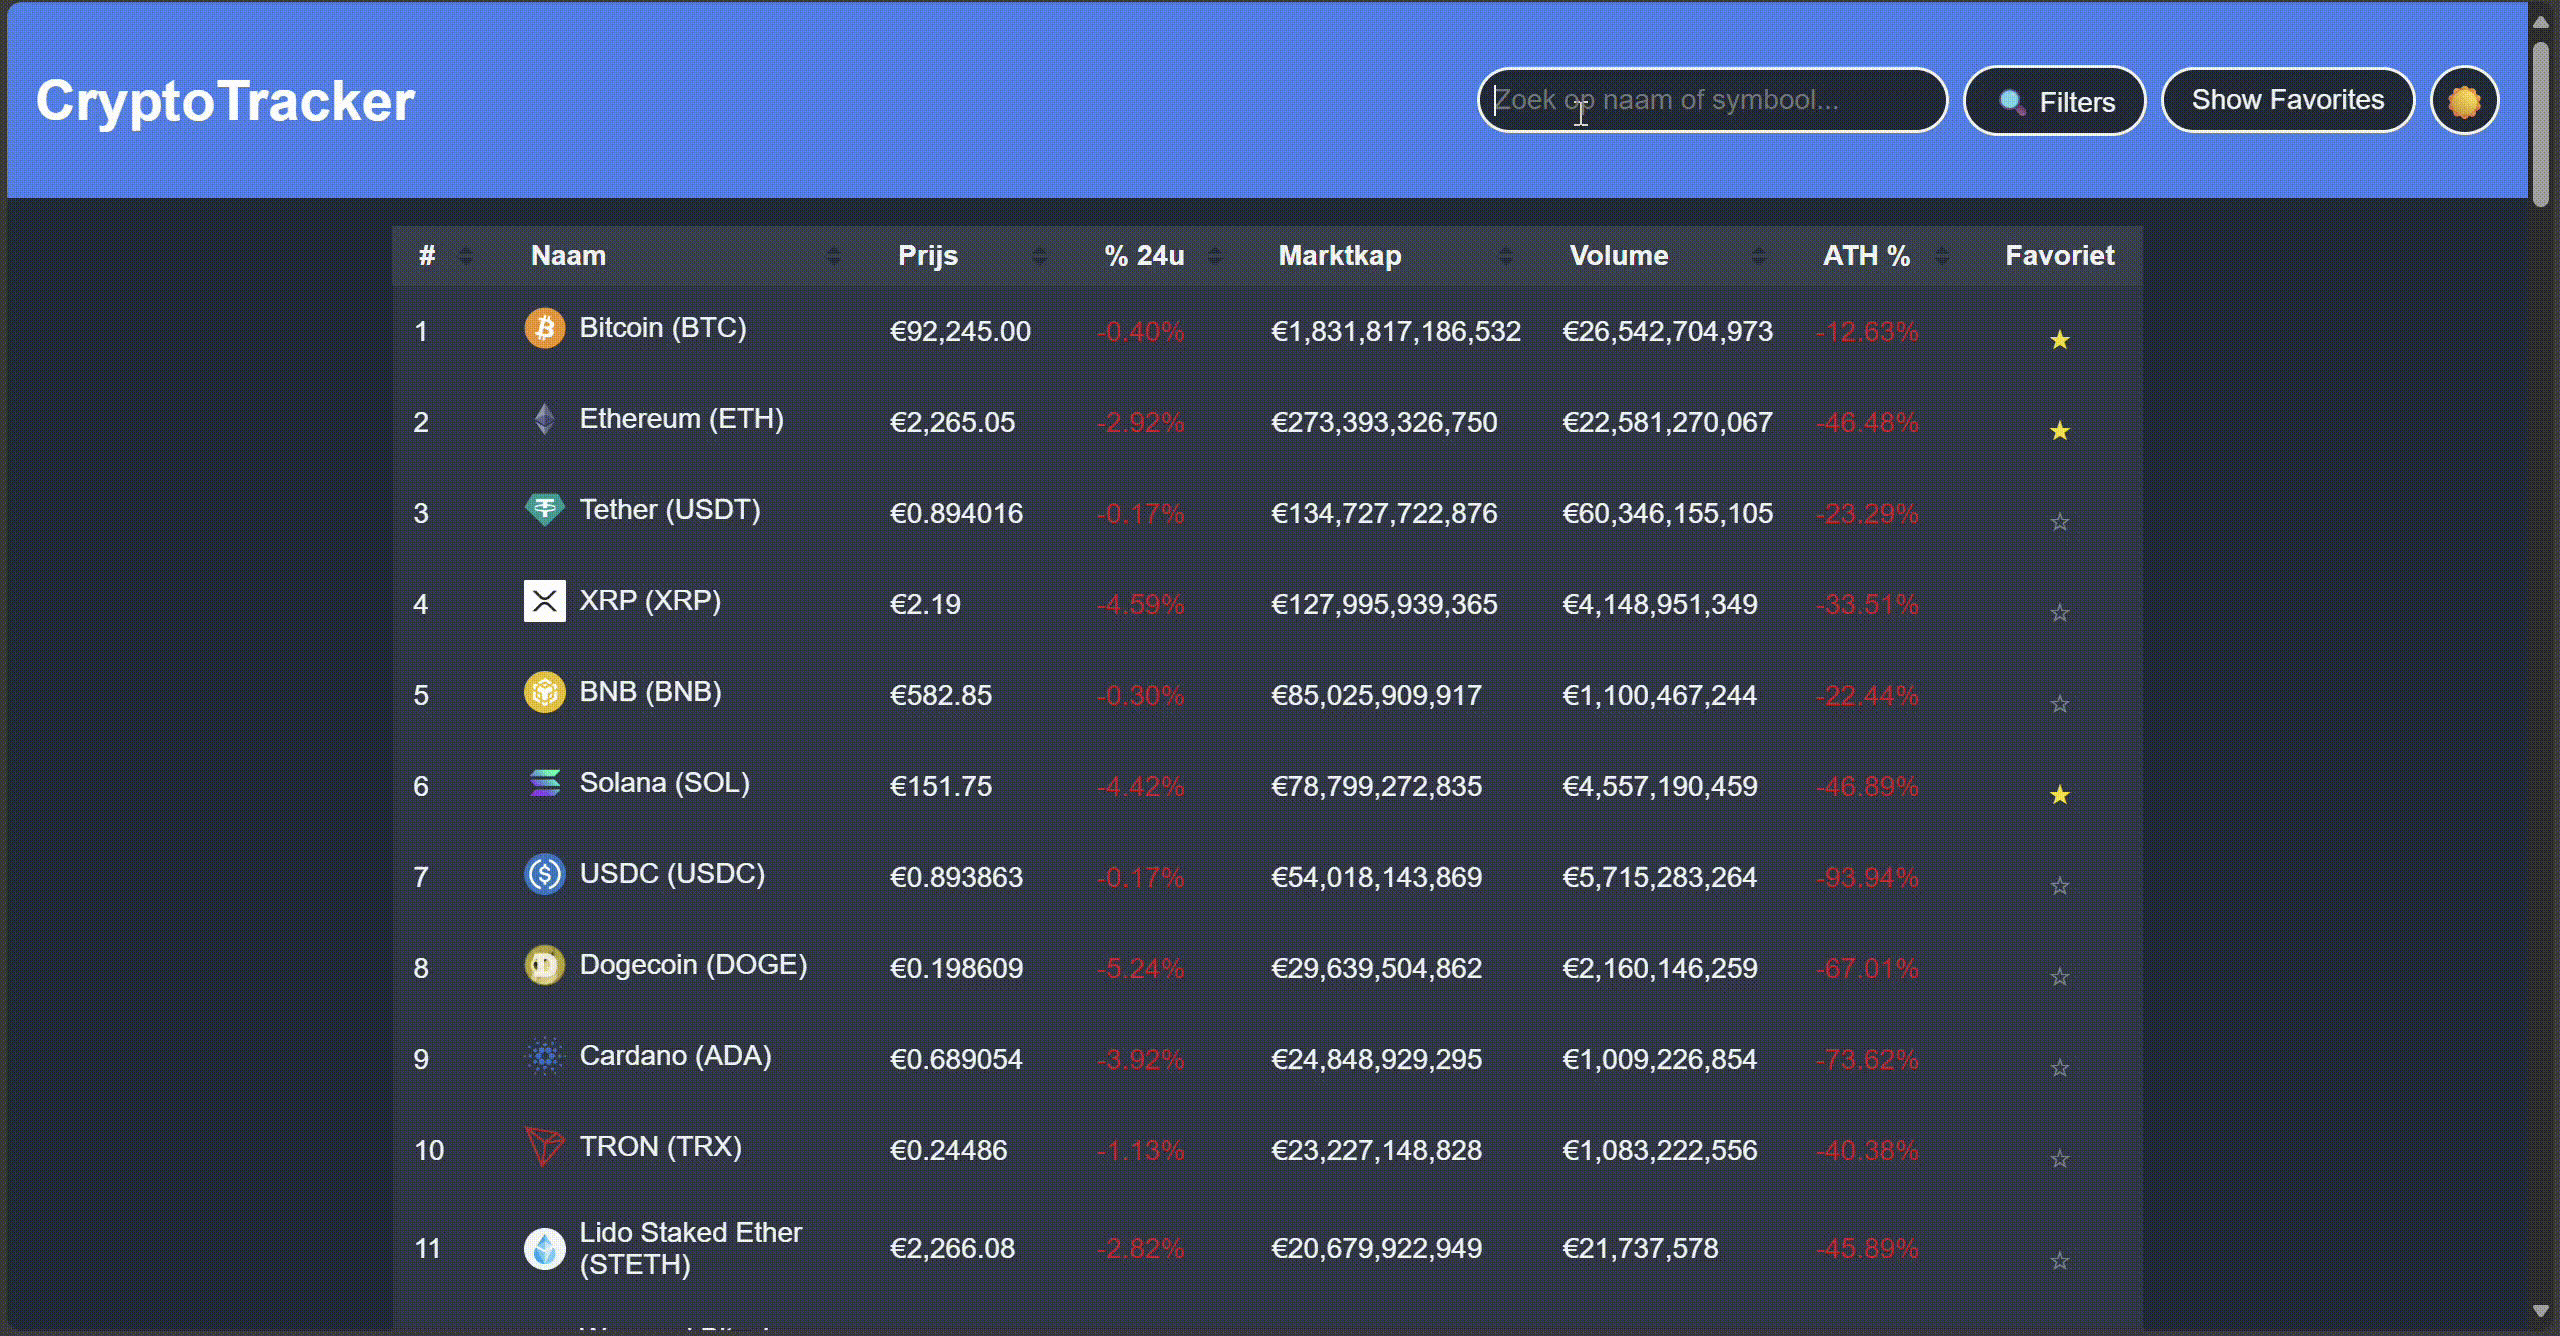 CryptoTracker
Zoek op naam of symbool...
Filters
Show Favorites
# Naam Prijs % 24u Marktkap Volume ATH % Favoriet
1 Bitcoin (BTC) €92,245.00 -0.40% €1,831,817,186,532 €26,542,704,973 -12.63%
2 Ethereum (ETH) €2,265.05 -2.92% €273,393,326,750 €22,581,270,067 -46.48%
3 Tether (USDT) €0.894016 -0.17% €134,727,722,876 €60,346,155,105 -23.29%
4 XRP (XRP) €2.19 -4.59% €127,995,939,365 €4,148,951,349 -33.51%
5 BNB (BNB) €582.85 -0.30% €85,025,909,917 €1,100,467,244 -22.44%
6 Solana (SOL) €151.75 -4.42% €78,799,272,835 €4,557,190,459 -46.89%
7 USDC (USDC) €0.893863 -0.17% €54,018,143,869 €5,715,283,264 -93.94%
8 Dogecoin (DOGE) €0.198609 -5.24% €29,639,504,862 €2,160,146,259 -67.01%
9 Cardano (ADA) €0.689054 -3.92% €24,848,929,295 €1,009,226,854 -73.62%
10 TRON (TRX) €0.24486 -1.13% €23,227,148,828 €1,083,222,556 -40.38%
11 Lido Staked Ether
(STETH) €2,266.08 -2.82% €20,679,922,949 €21,737,578 -45.89%